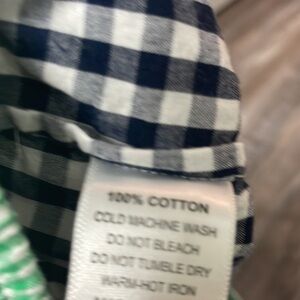 100% COTTON
COLD MACHINE WASH
DO NOT BLEACH
DO NOT TUMBLE DRY
WARM-HOT IRON